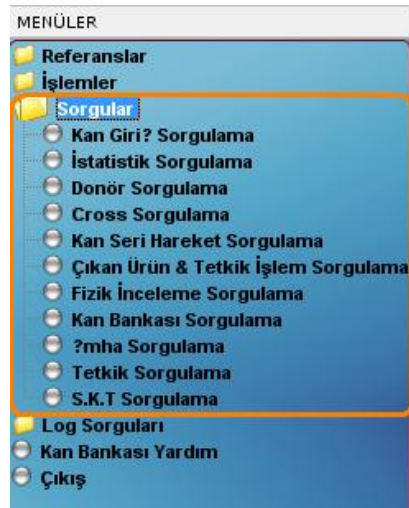 MENÜLER
Referanslar
İşlemler
Sorgular
Kan Giri? Sorgulama
İstatistik Sorgulama
Donör Sorgulama
Cross Sorgulama
Kan Seri Hareket Sorgulama
Çıkan Ürün & Tetkik İşlem Sorgulama
Fizik İnceleme Sorgulama
Kan Bankası Sorgulama
?mha Sorgulama
Tetkik Sorgulama
S.K.T Sorgulama
Log Sorguları
Kan Bankası Yardım
Çıkış